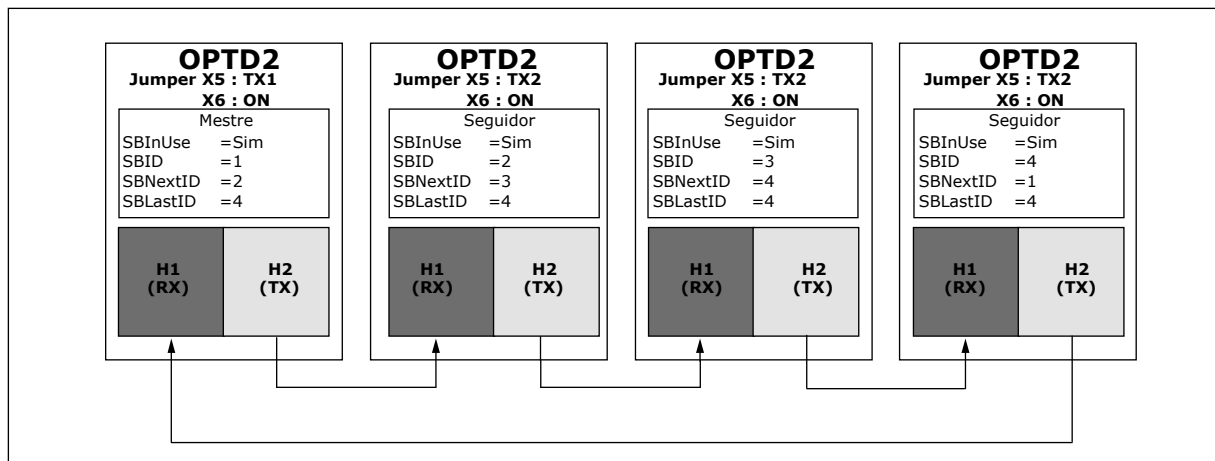 OPTD2
Jumper X5 : TX1
X6 : ON
Mestre
SBInUse =Sim
SBID =1
SBNextID =2
SBLastID =4
H1
(RX)
H2
(TX)
OPTD2
Jumper X5 : TX2
X6 : ON
Seguidor
SBInUse =Sim
SBID =2
SBNextID =3
SBLastID =4
H1
(RX)
H2
(TX)
OPTD2
Jumper X5 : TX2
X6 : ON
Seguidor
SBInUse =Sim
SBID =3
SBNextID =4
SBLastID =4
H1
(RX)
H2
(TX)
OPTD2
Jumper X5 : TX2
X6 : ON
Seguidor
SBInUse =Sim
SBID =4
SBNextID =1
SBLastID =4
H1
(RX)
H2
(TX)